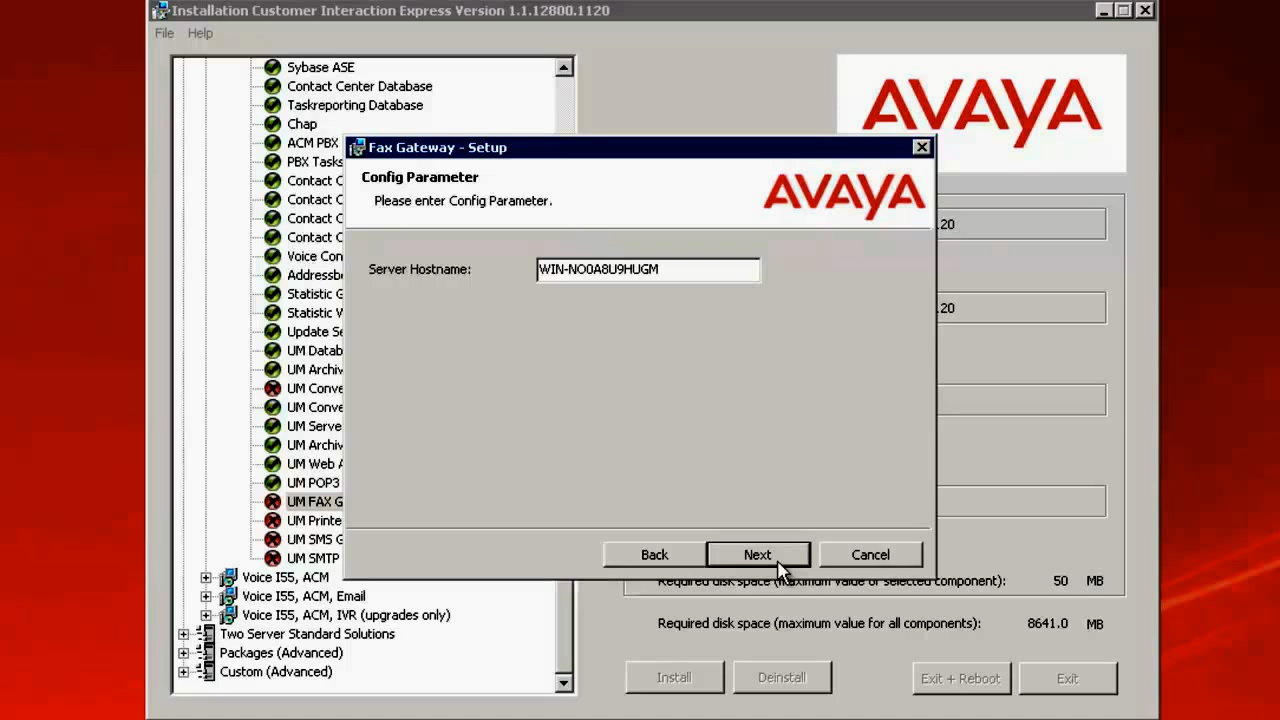 Installation Customer Interaction Express Version 1.1.12800.1120
File Help
Sybase ASE
Contact Center Database
Taskreporting Database
Chap
ACM PBX
PBX Tasks
Contact C
Contact C
Contact C
Contact C
Voice Con
Addressb
Statistic G
Statistic V
Update Se
UM Datab
UM Archiv
UM Conve
UM Conve
UM Serve
UM Archiv
UM Web A
UM POP3
UM FAX G
UM Printe
UM SMS G
UM SMTP
Voice I55, ACM
Voice I55, ACM, Email
Voice I55, ACM, IVR (upgrades only)
Two Server Standard Solutions
Packages (Advanced)
Custom (Advanced)
AVAYA
Fax Gateway - Setup
Config Parameter
Please enter Config Parameter.
AVAYA
Server Hostname: WIN-NO0A8U9HUGM
Back Next Cancel
.20
.20
Required disk space (maximum value of selected component): 50 MB
Required disk space (maximum value for all components): 8641.0 MB
Install Deinstall Exit + Reboot Exit